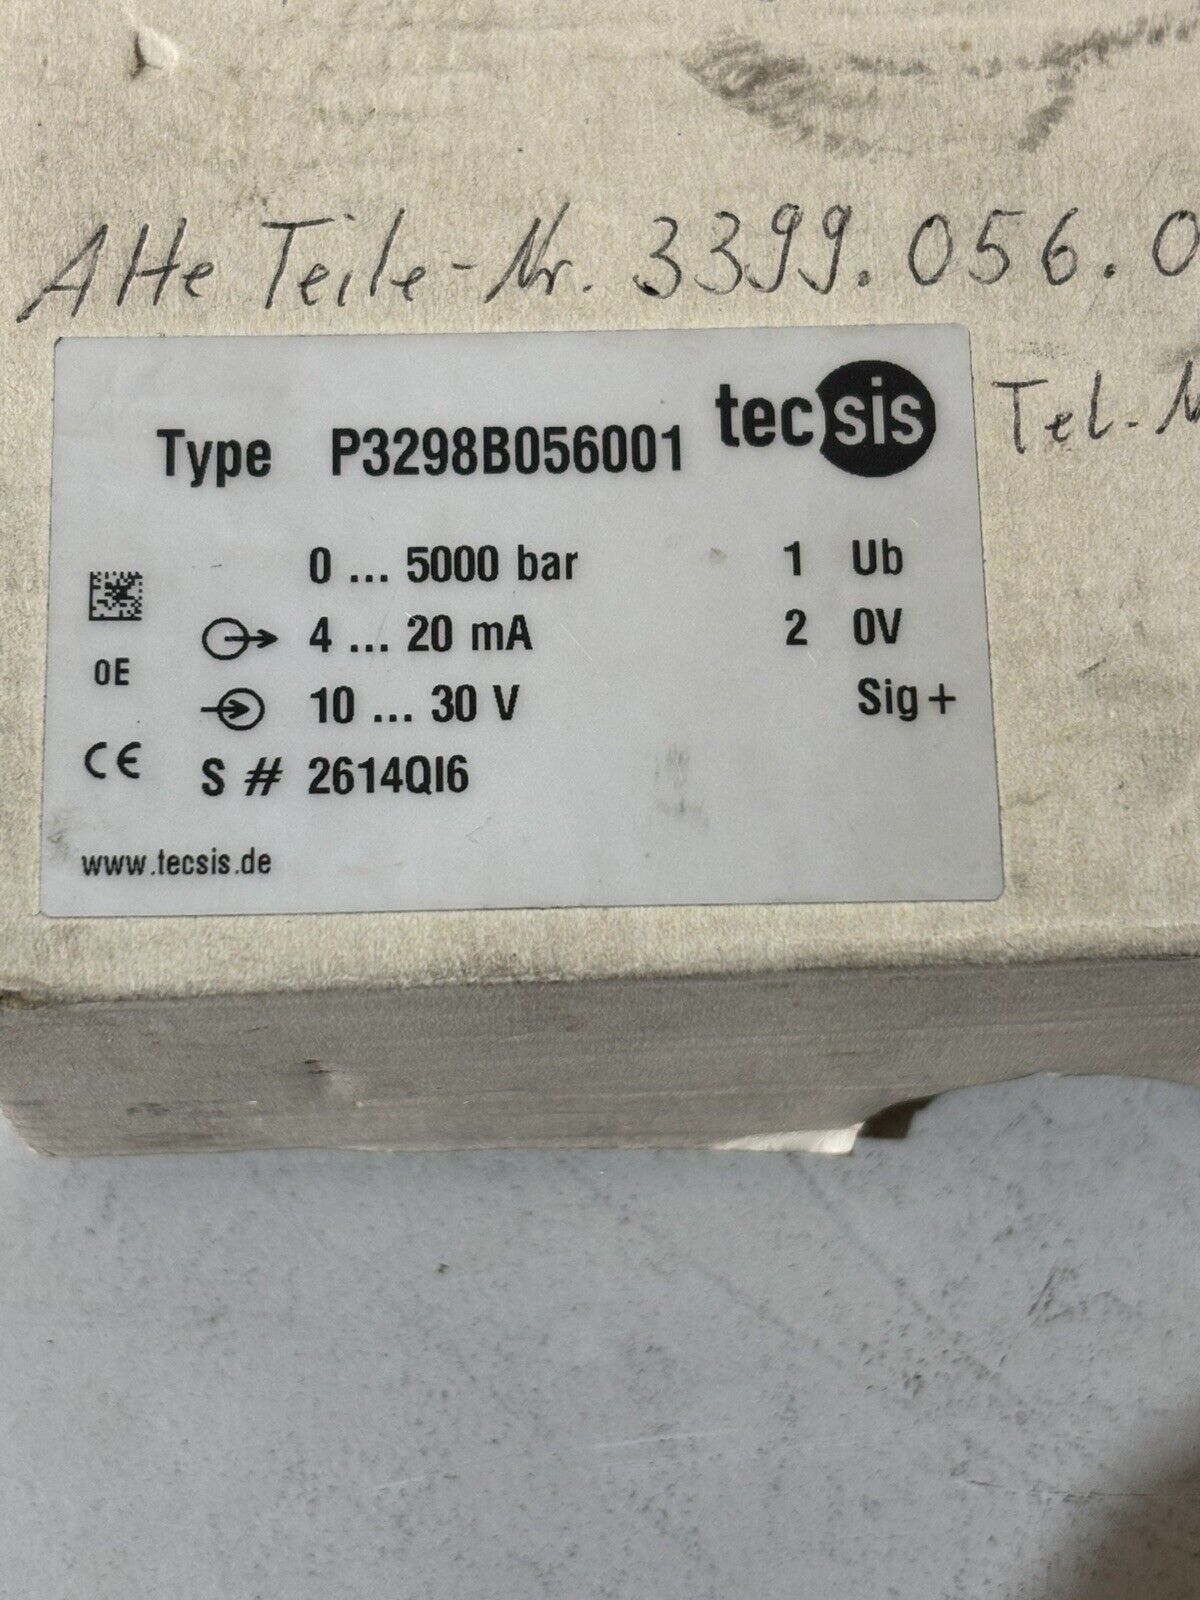 Alte Teile-Nr. 3399.056.0
Tel.-N
Type P3298B056001
tecsis
0 ... 5000 bar
4 ... 20 mA
10 ... 30 V
S # 2614QI6
1 Ub
2 0V
Sig+
0E
CE
www.tecsis.de